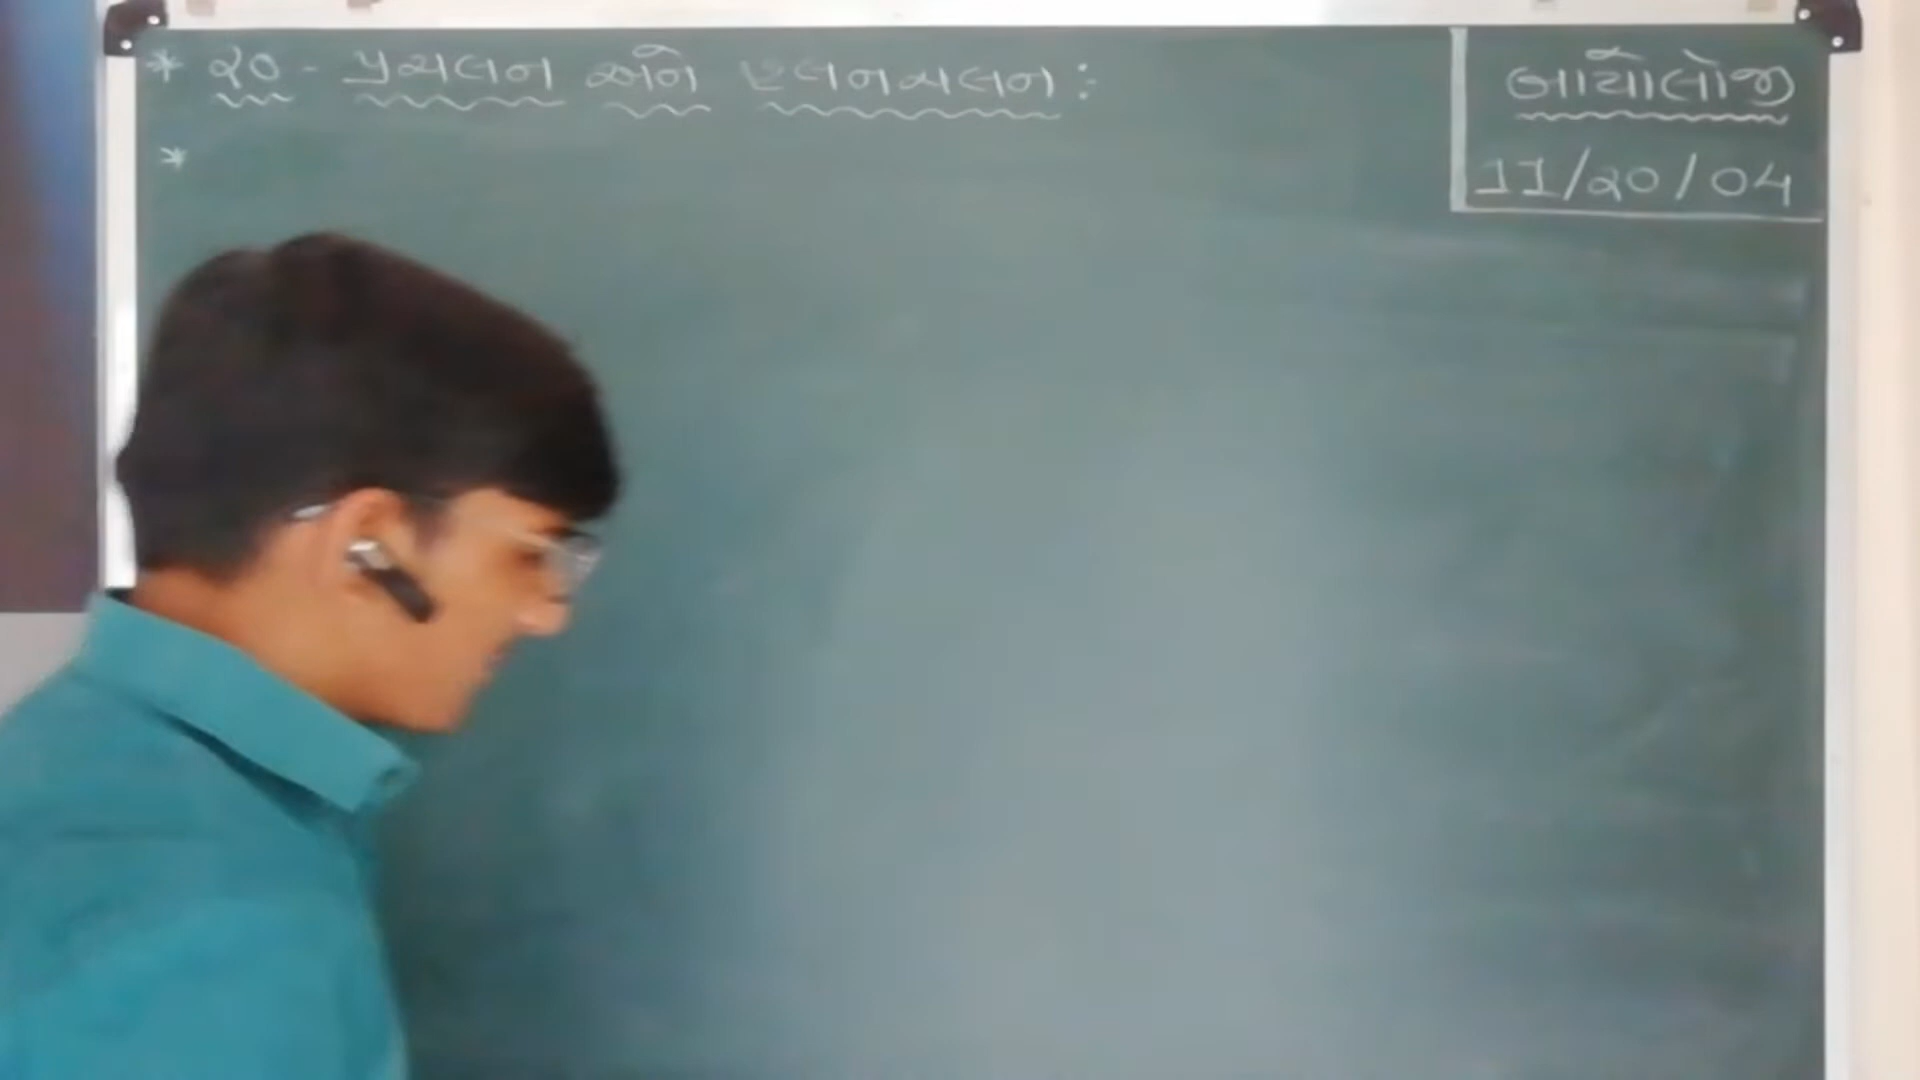 * ૨૦ - પ્રચલન અને હલનચલન :
*
બાયોલોજી
11/20/04